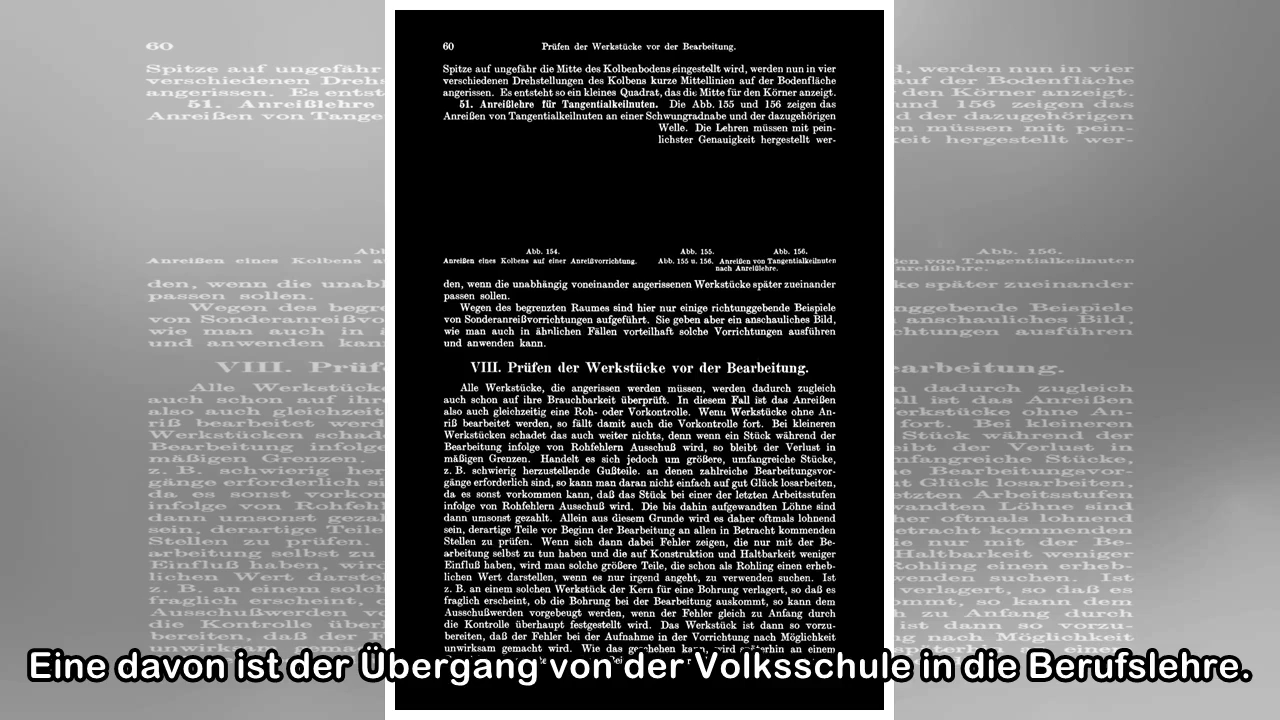 60 Prüfen der Werkstücke vor der Bearbeitung.
Spitze auf ungefähr die Mitte des Kolbenbodens eingestellt wird, werden nun in vier
verschiedenen Drehstellungen des Kolbens kurze Mittellinien auf der Bodenfläche
angerissen. Es entsteht so ein kleines Quadrat, das die Mitte für den Körner anzeigt.
51. Anreißlehre für Tangentialkeilnuten. Die Abb. 155 und 156 zeigen das
Anreißen von Tangentialkeilnuten an einer Schwungradnabe und der dazugehörigen
Welle. Die Lehren müssen mit pein-
lichster Genauigkeit hergestellt wer-
Abb. 154.
Anreißen eines Kolbens auf einer Anreißvorrichtung.
Abb. 155. Abb. 156.
Abb. 155 u. 156. Anreißen von Tangentialkeilnuten
nach Anreißlehre.
den, wenn die unabhängig voneinander angerissenen Werkstücke später zueinander
passen sollen.
Wegen des begrenzten Raumes sind hier nur einige richtunggebende Beispiele
von Sonderanreißvorrichtungen aufgeführt. Sie geben aber ein anschauliches Bild,
wie man auch in ähnlichen Fällen vorteilhaft solche Vorrichtungen ausführen
und anwenden kann.
VIII. Prüfen der Werkstücke vor der Bearbeitung.
Alle Werkstücke, die angerissen werden müssen, werden dadurch zugleich
auch schon auf ihre Brauchbarkeit überprüft. In diesem Fall ist das Anreißen
also auch gleichzeitig eine Roh- oder Vorkontrolle. Wenn Werkstücke ohne An-
riß bearbeitet werden, so fällt damit auch die Vorkontrolle fort. Bei kleineren
Werkstücken schadet das auch weiter nichts, denn wenn ein Stück während der
Bearbeitung infolge von Rohfehlern Ausschuß wird, so bleibt der Verlust in
mäßigen Grenzen. Handelt es sich jedoch um größere, umfangreiche Stücke,
z. B. schwierig herzustellende Gußteile. an denen zahlreiche Bearbeitungsvor-
gänge erforderlich sind, so kann man daran nicht einfach auf gut Glück losarbeiten,
da es sonst vorkommen kann, daß das Stück bei einer der letzten Arbeitsstufen
infolge von Rohfehlern Ausschuß wird. Die bis dahin aufgewandten Löhne sind
dann umsonst gezahlt. Allein aus diesem Grunde wird es daher oftmals lohnend
sein, derartige Teile vor Beginn der Bearbeitung an allen in Betracht kommenden
Stellen zu prüfen. Wenn sich dann dabei Fehler zeigen, die nur mit der Be-
arbeitung selbst zu tun haben und die auf Konstruktion und Haltbarkeit weniger
Einfluß haben, wird man solche größere Teile, die schon als Rohling einen erheb-
lichen Wert darstellen, wenn es nur irgend angeht, zu verwenden suchen. Ist
z. B. an einem solchen Werkstück der Kern für eine Bohrung verlagert, so daß es
fraglich erscheint, ob die Bohrung bei der Bearbeitung auskommt, so kann dem
Ausschußwerden vorgebeugt werden, wenn der Fehler gleich zu Anfang durch
die Kontrolle überhaupt festgestellt wird. Das Werkstück ist dann so vorzu-
bereiten, daß der Fehler bei der Aufnahme in der Vorrichtung nach Möglichkeit
unwirksam gemacht wird. Wie das geschehen kann, wird späterhin an einem
Eine davon ist der Übergang von der Volksschule in die Berufslehre.